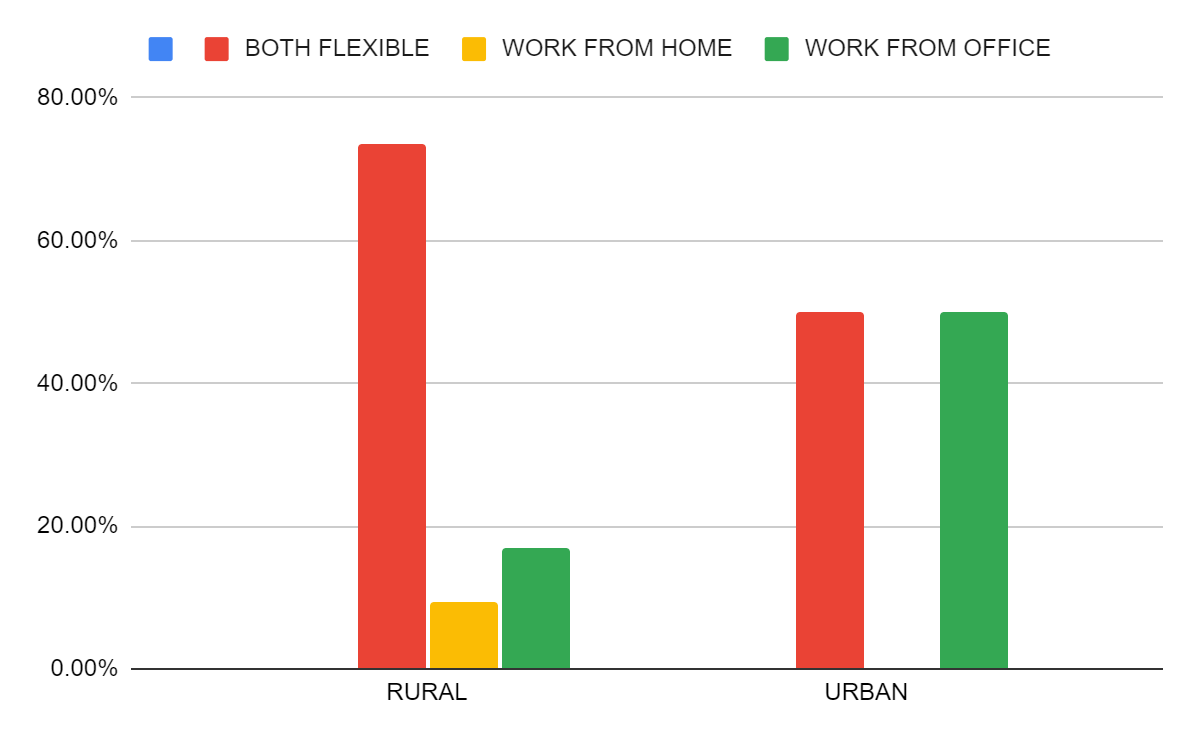 BOTH FLEXIBLE WORK FROM HOME WORK FROM OFFICE
80.00%
60.00%
40.00%
20.00%
0.00%
RURAL URBAN